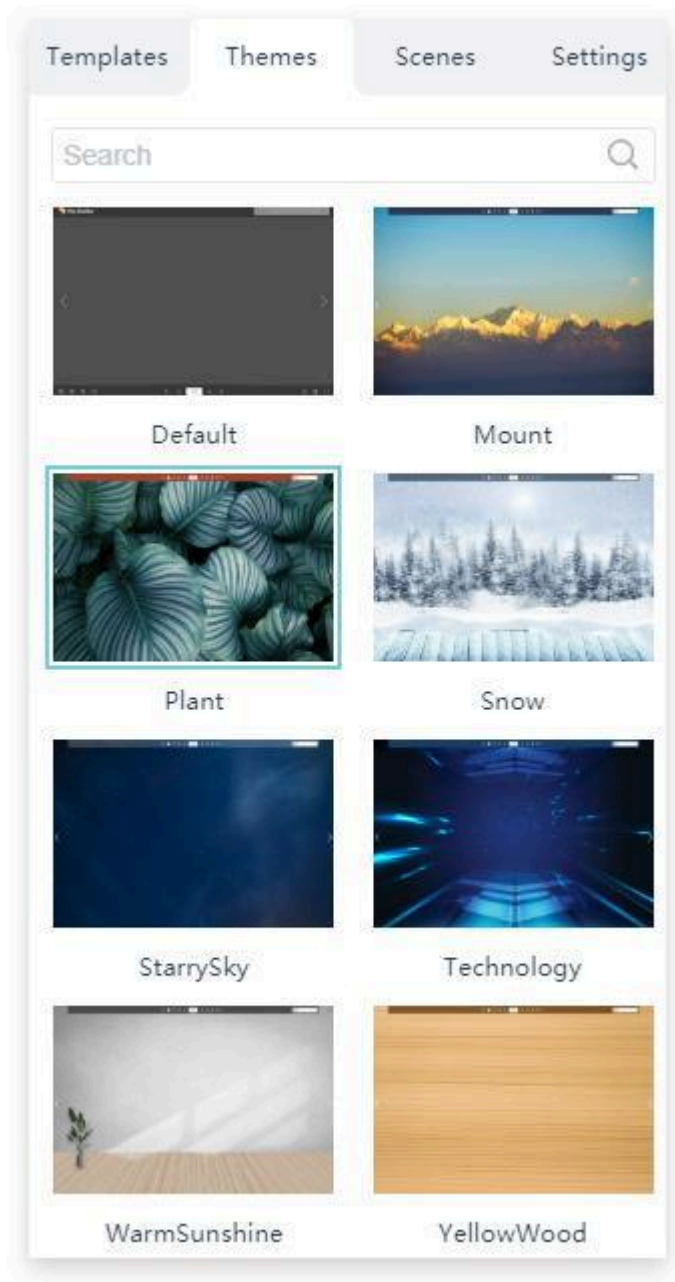 Templates Themes Scenes Settings
Search
Default Mount
Plant Snow
StarrySky Technology
WarmSunshine YellowWood